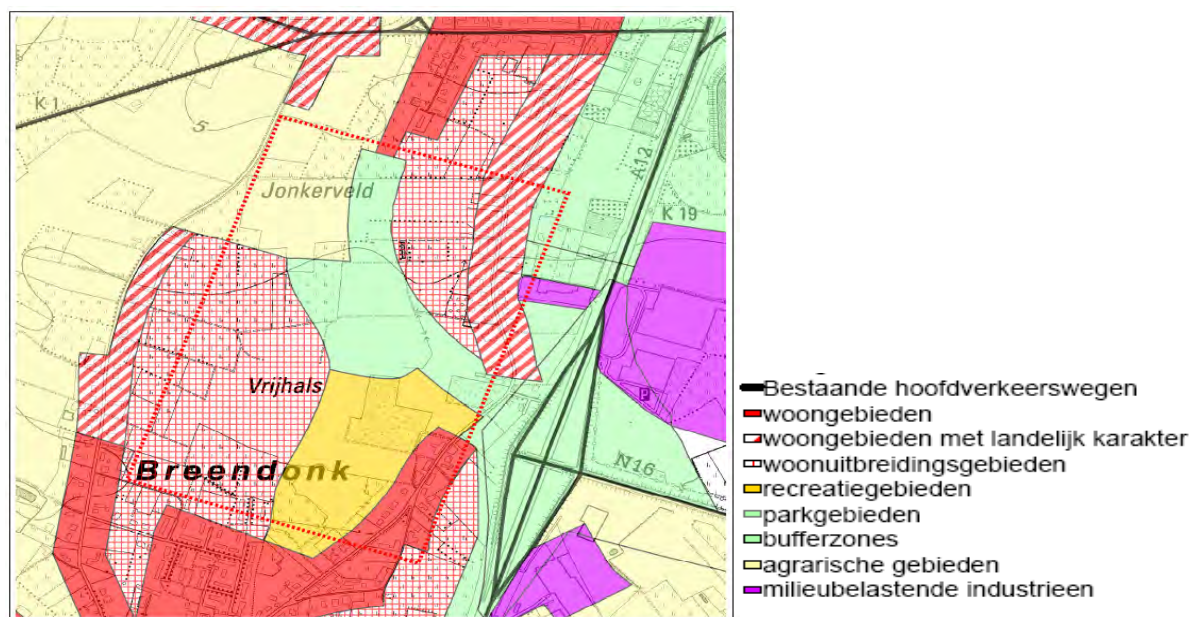 K 1
5
Jonkerveld
A12
K 19
Vrijhals
P
Breendonk
N16
Bestaande hoofdverkeerswegen
woongebieden
woongebieden met landelijk karakter
woonuitbreidingsgebieden
recreatiegebieden
parkgebieden
bufferzones
agrarische gebieden
milieubelastende industrieen